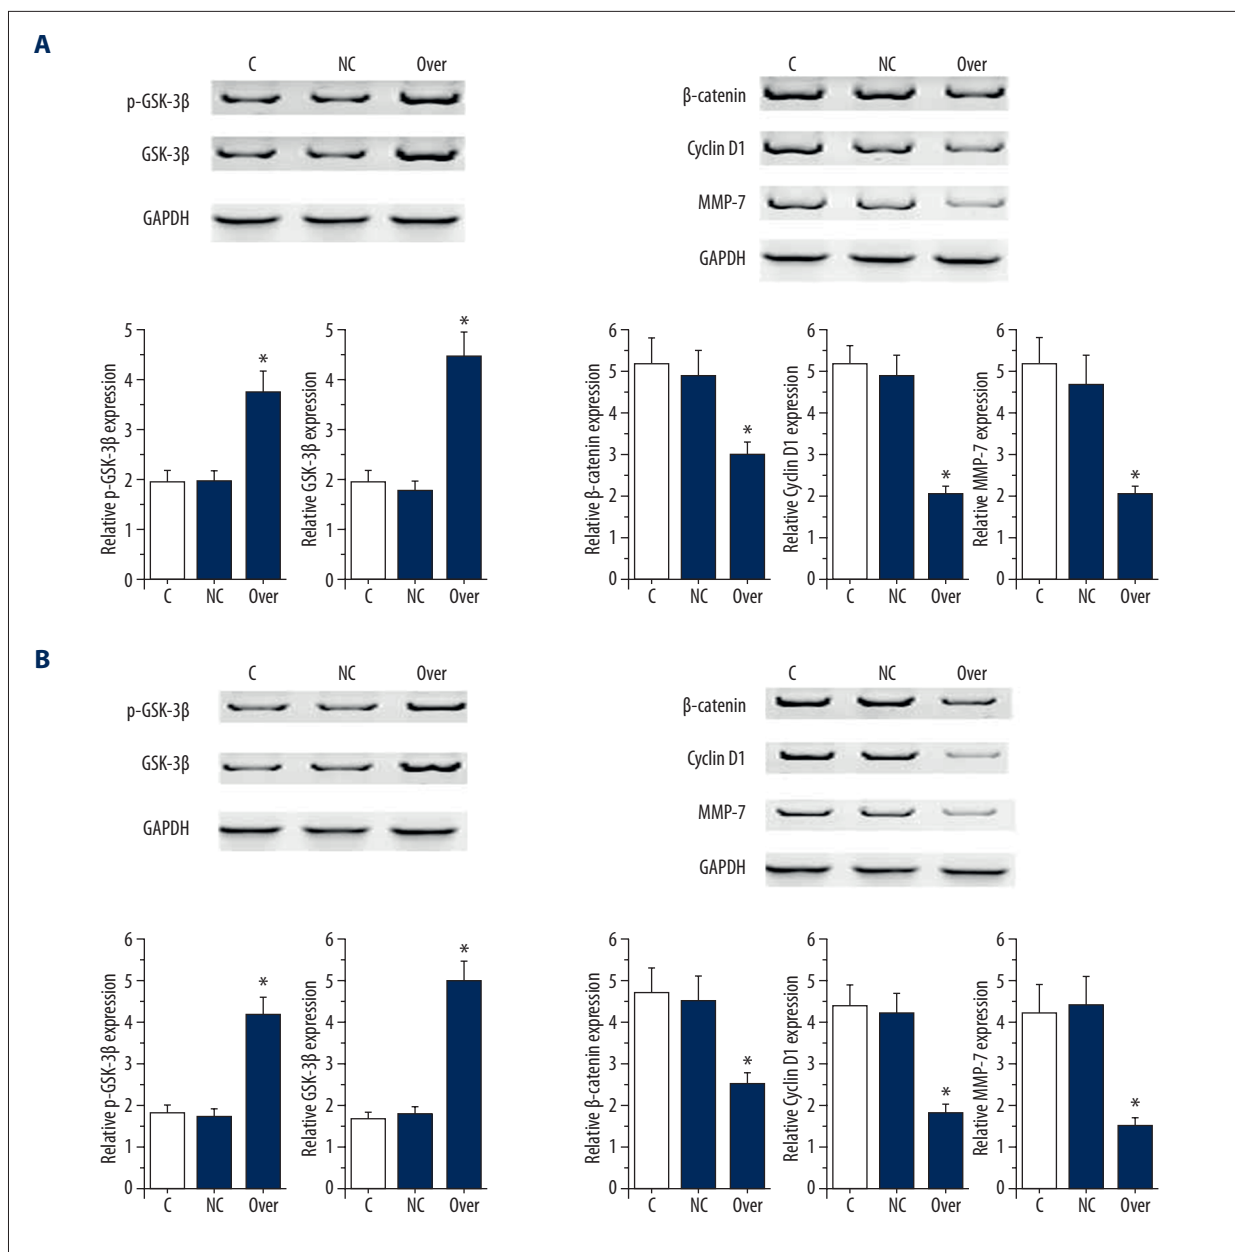 A
C NC Over
p-GSK-3β
GSK-3β
GAPDH
C NC Over
β-catenin
Cyclin D1
MMP-7
GAPDH
Relative p-GSK-3β expression
5
4
3
2
1
0
C NC Over
*
Relative GSK-3β expression
5
4
3
2
1
0
C NC Over
*
Relative β-catenin expression
6
5
4
3
2
1
0
C NC Over
*
Relative Cyclin D1 expression
6
5
4
3
2
1
0
C NC Over
*
Relative MMP-7 expression
6
5
4
3
2
1
0
C NC Over
*
B
C NC Over
p-GSK-3β
GSK-3β
GAPDH
C NC Over
β-catenin
Cyclin D1
MMP-7
GAPDH
Relative p-GSK-3β expression
6
5
4
3
2
1
0
C NC Over
*
Relative GSK-3β expression
6
5
4
3
2
1
0
C NC Over
*
Relative β-catenin expression
6
5
4
3
2
1
0
C NC Over
*
Relative Cyclin D1 expression
6
5
4
3
2
1
0
C NC Over
*
Relative MMP-7 expression
6
5
4
3
2
1
0
C NC Over
*